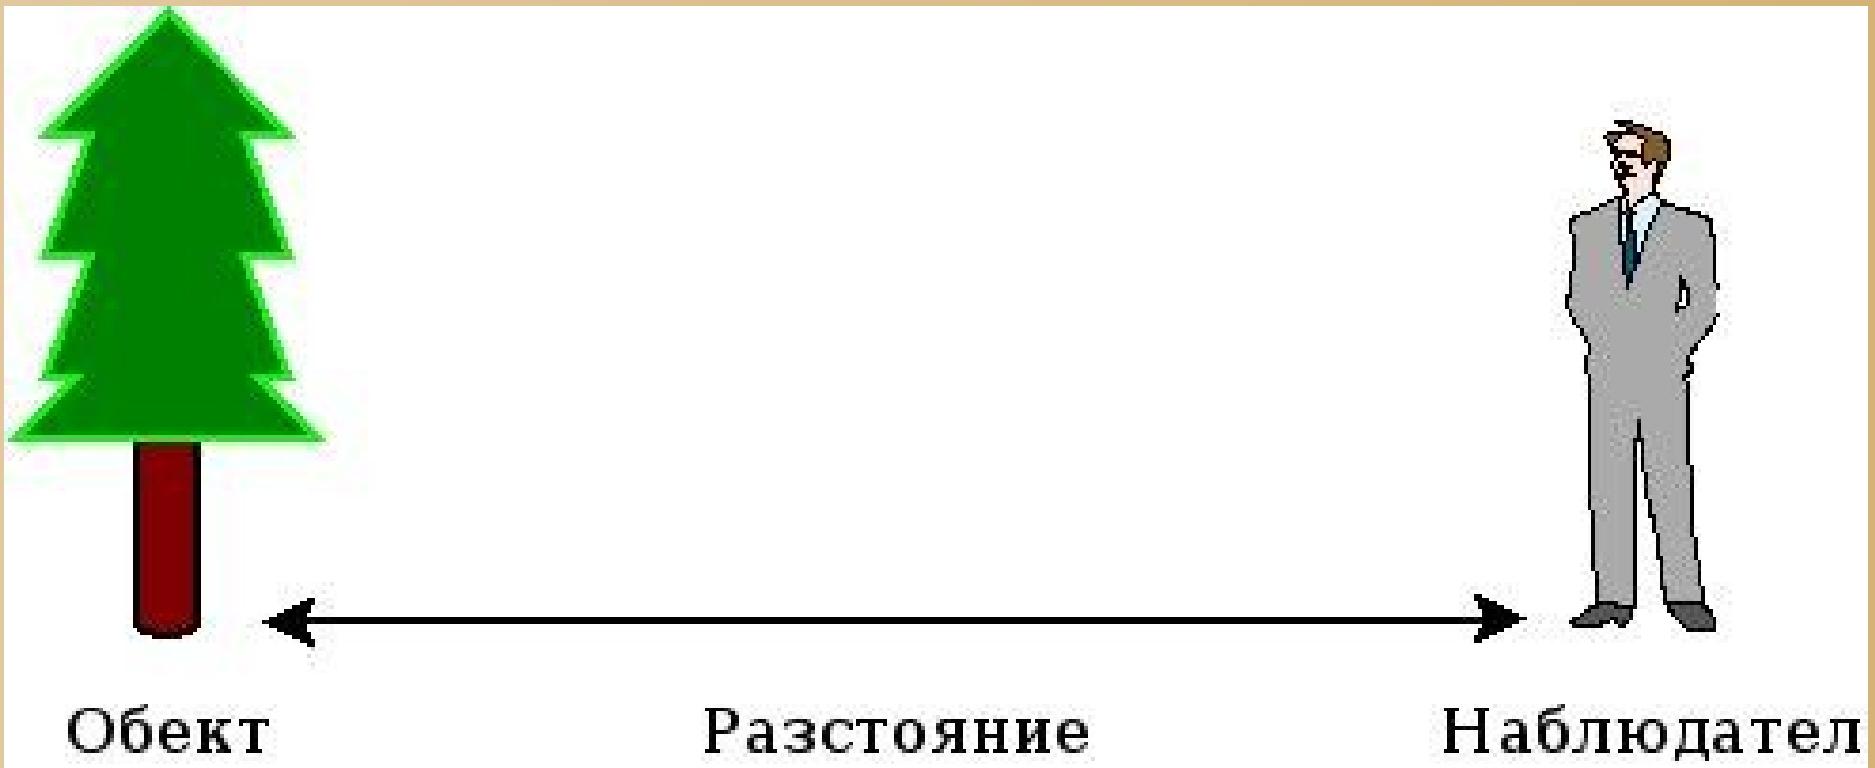 Обект Разстояние Наблюдател